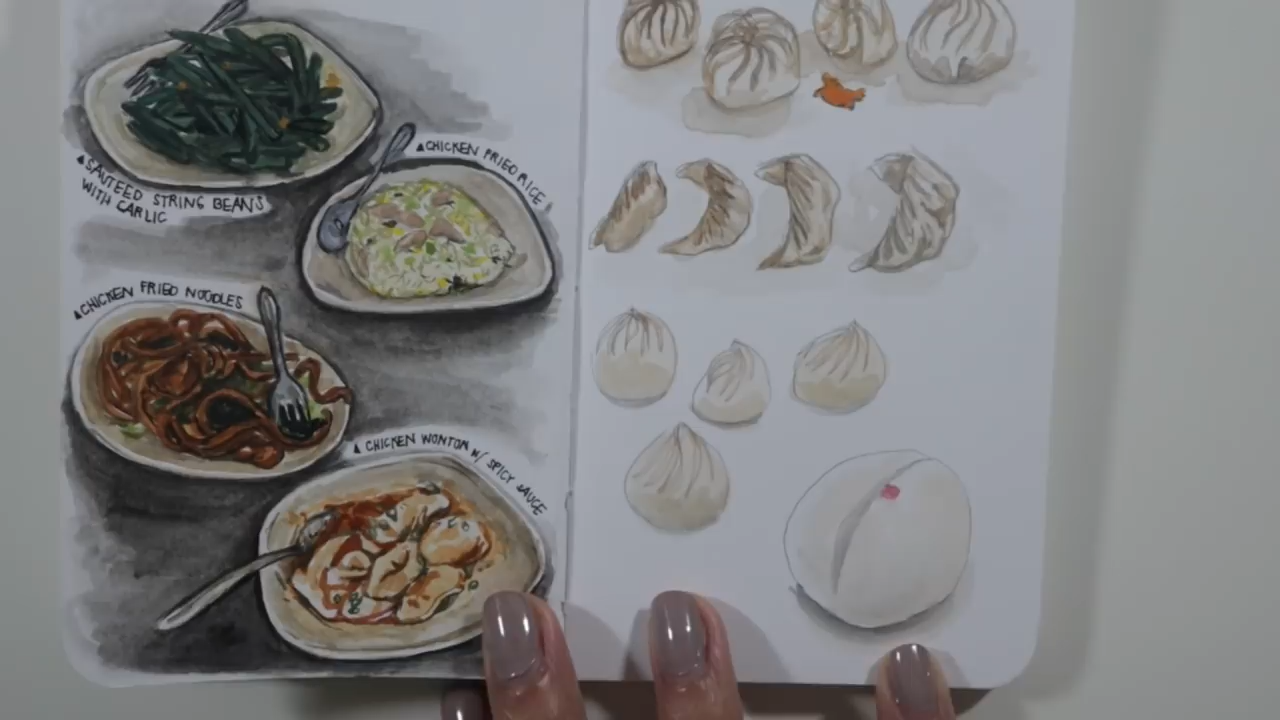 SAUTEED STRING BEANS
WITH GARLIC
CHICKEN FRIED RICE
CHICKEN FRIED NOODLES
CHICKEN WONTON W/ SPICY SAUCE